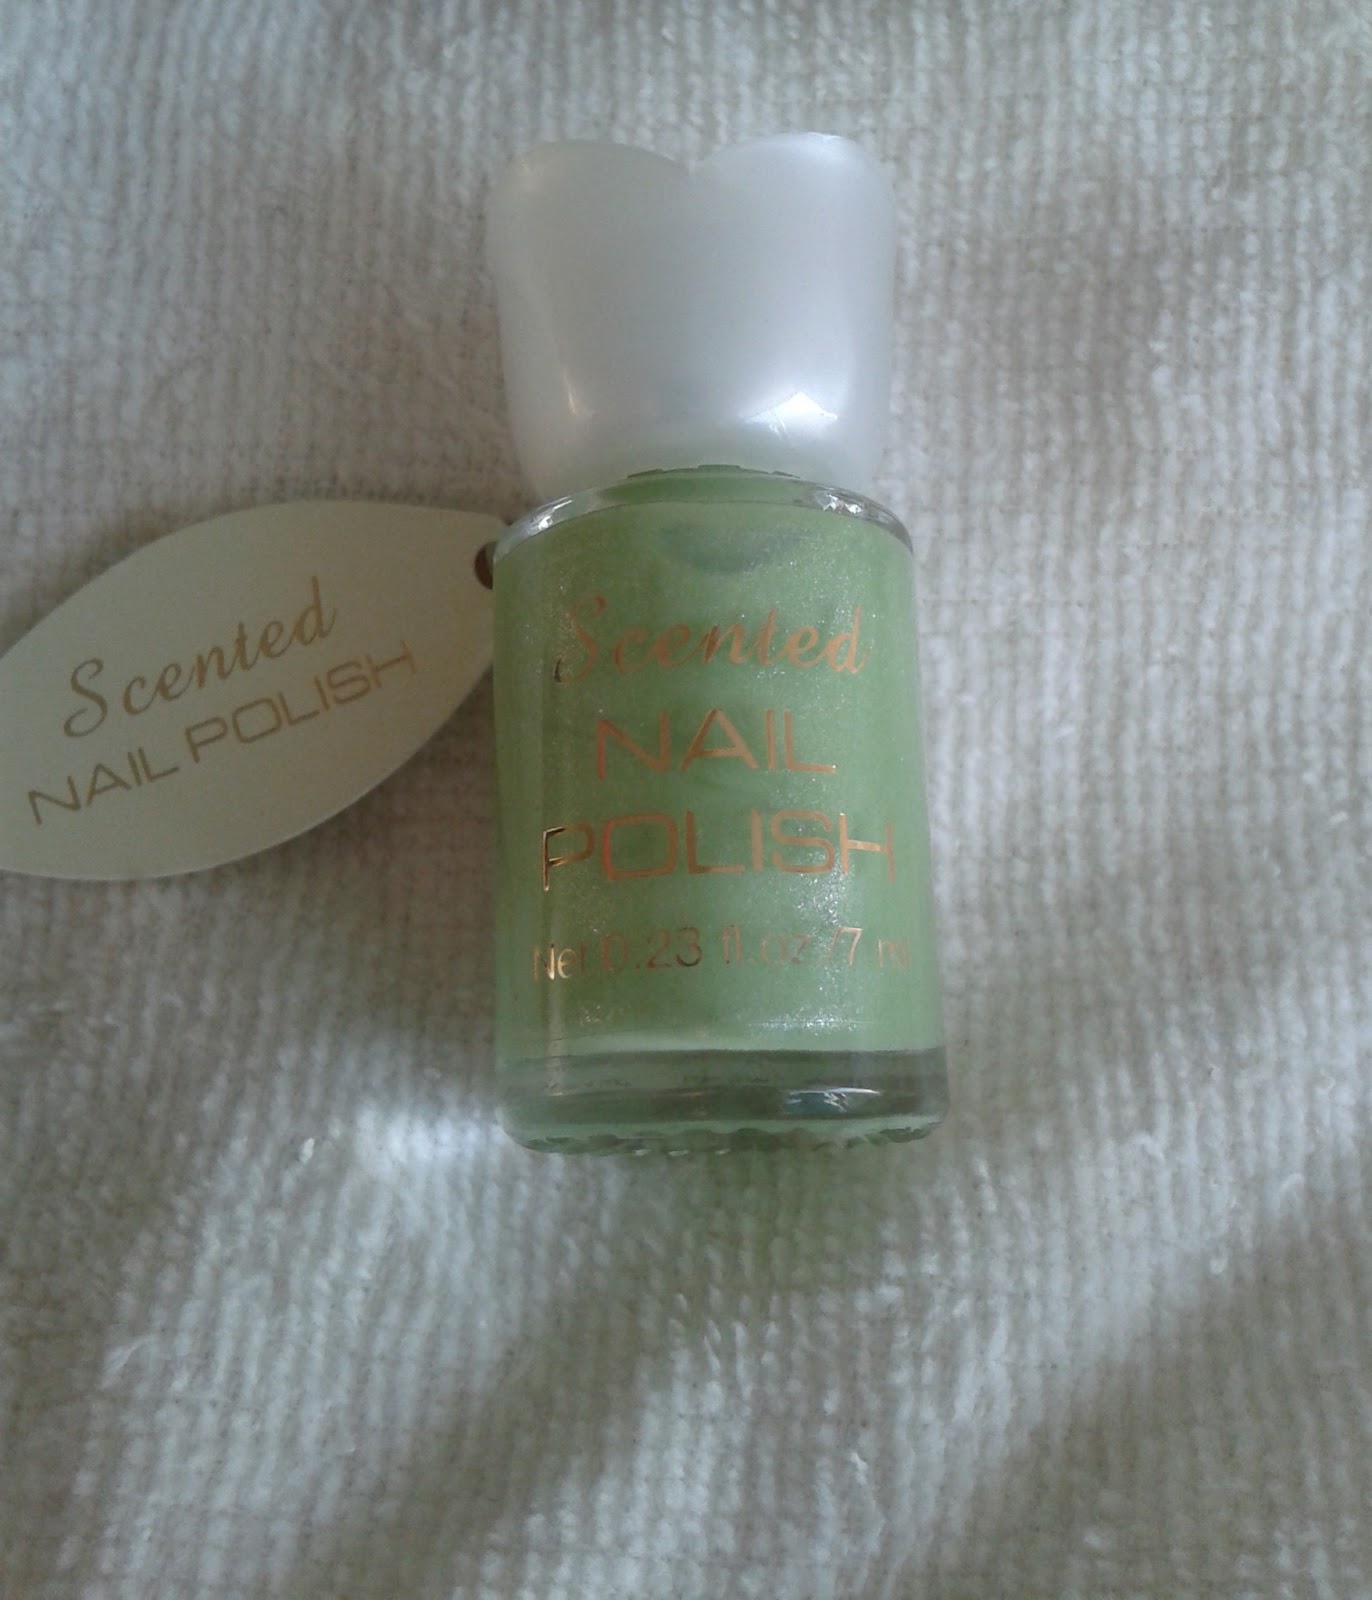 Scented
NAIL POLISH
Scented
NAIL
POLISH
Net 0.23 fl.oz /7 ml